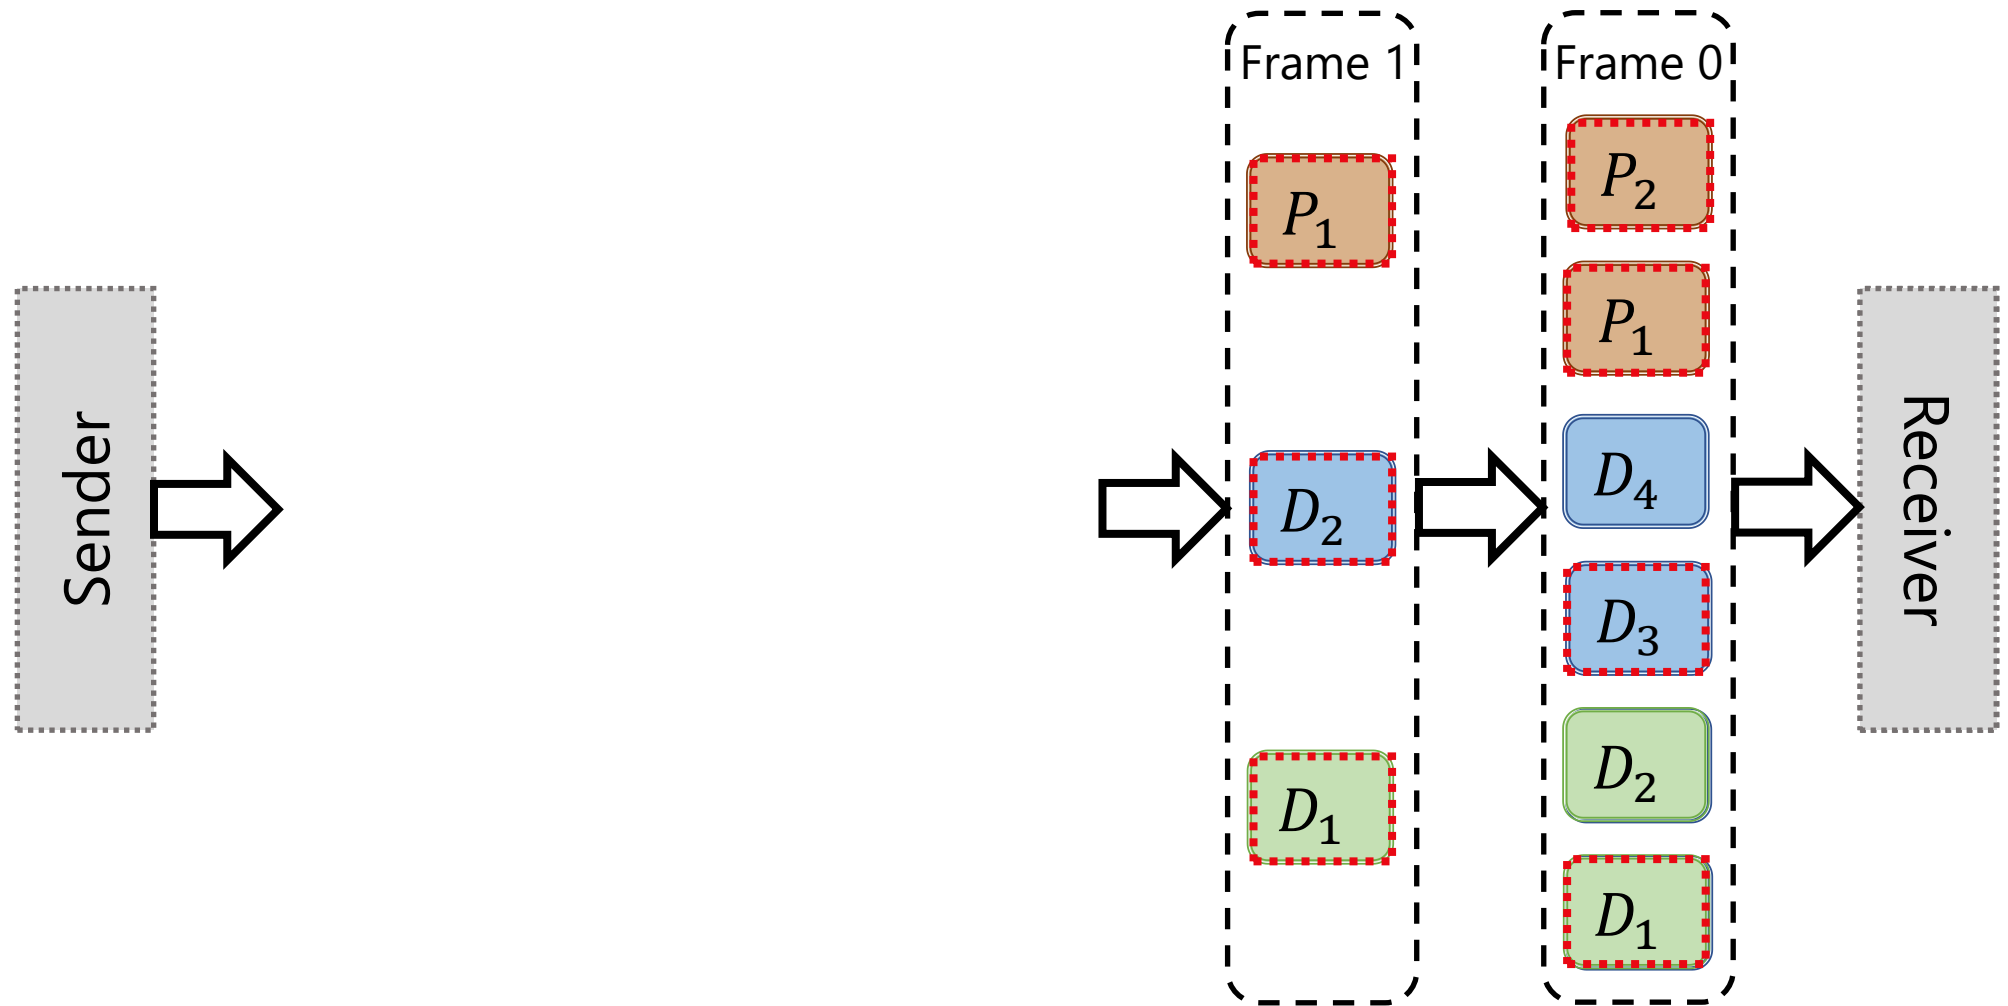 Sender
Frame 1
P₁
D₂
D₁
Frame 0
P₂
P₁
D₄
D₃
D₂
D₁
Receiver